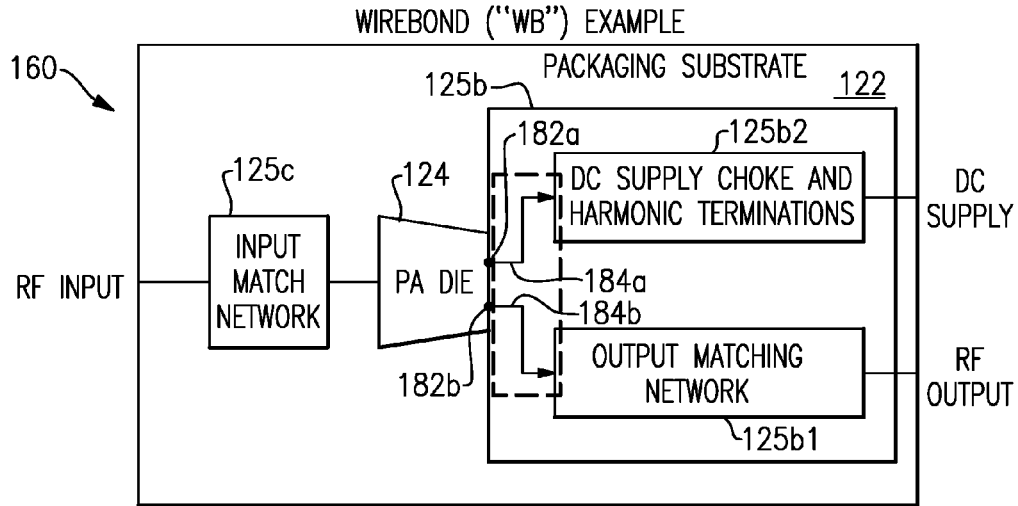 WIREBOND ("WB") EXAMPLE
160
PACKAGING SUBSTRATE
125b
122
182a
125b2
125c
124
DC SUPPLY CHOKE AND
HARMONIC TERMINATIONS
DC
SUPPLY
RF INPUT
INPUT
MATCH
NETWORK
PA DIE
184a
184b
182b
OUTPUT MATCHING
NETWORK
RF
OUTPUT
125b1